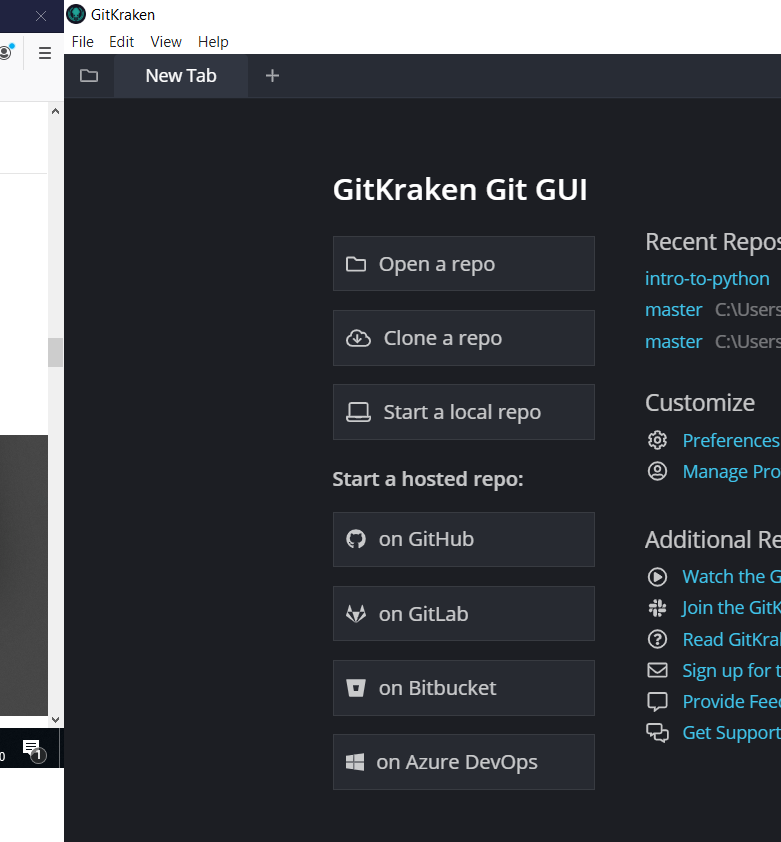 GitKraken
File Edit View Help
New Tab
GitKraken Git GUI
Open a repo
Clone a repo
Start a local repo
Start a hosted repo:
on GitHub
on GitLab
on Bitbucket
on Azure DevOps
Recent Repos
intro-to-python
master C:\Users
master C:\Users
Customize
Preferences
Manage Pro
Additional Re
Watch the G
Join the GitK
Read GitKra
Sign up for t
Provide Feed
Get Support
0
1